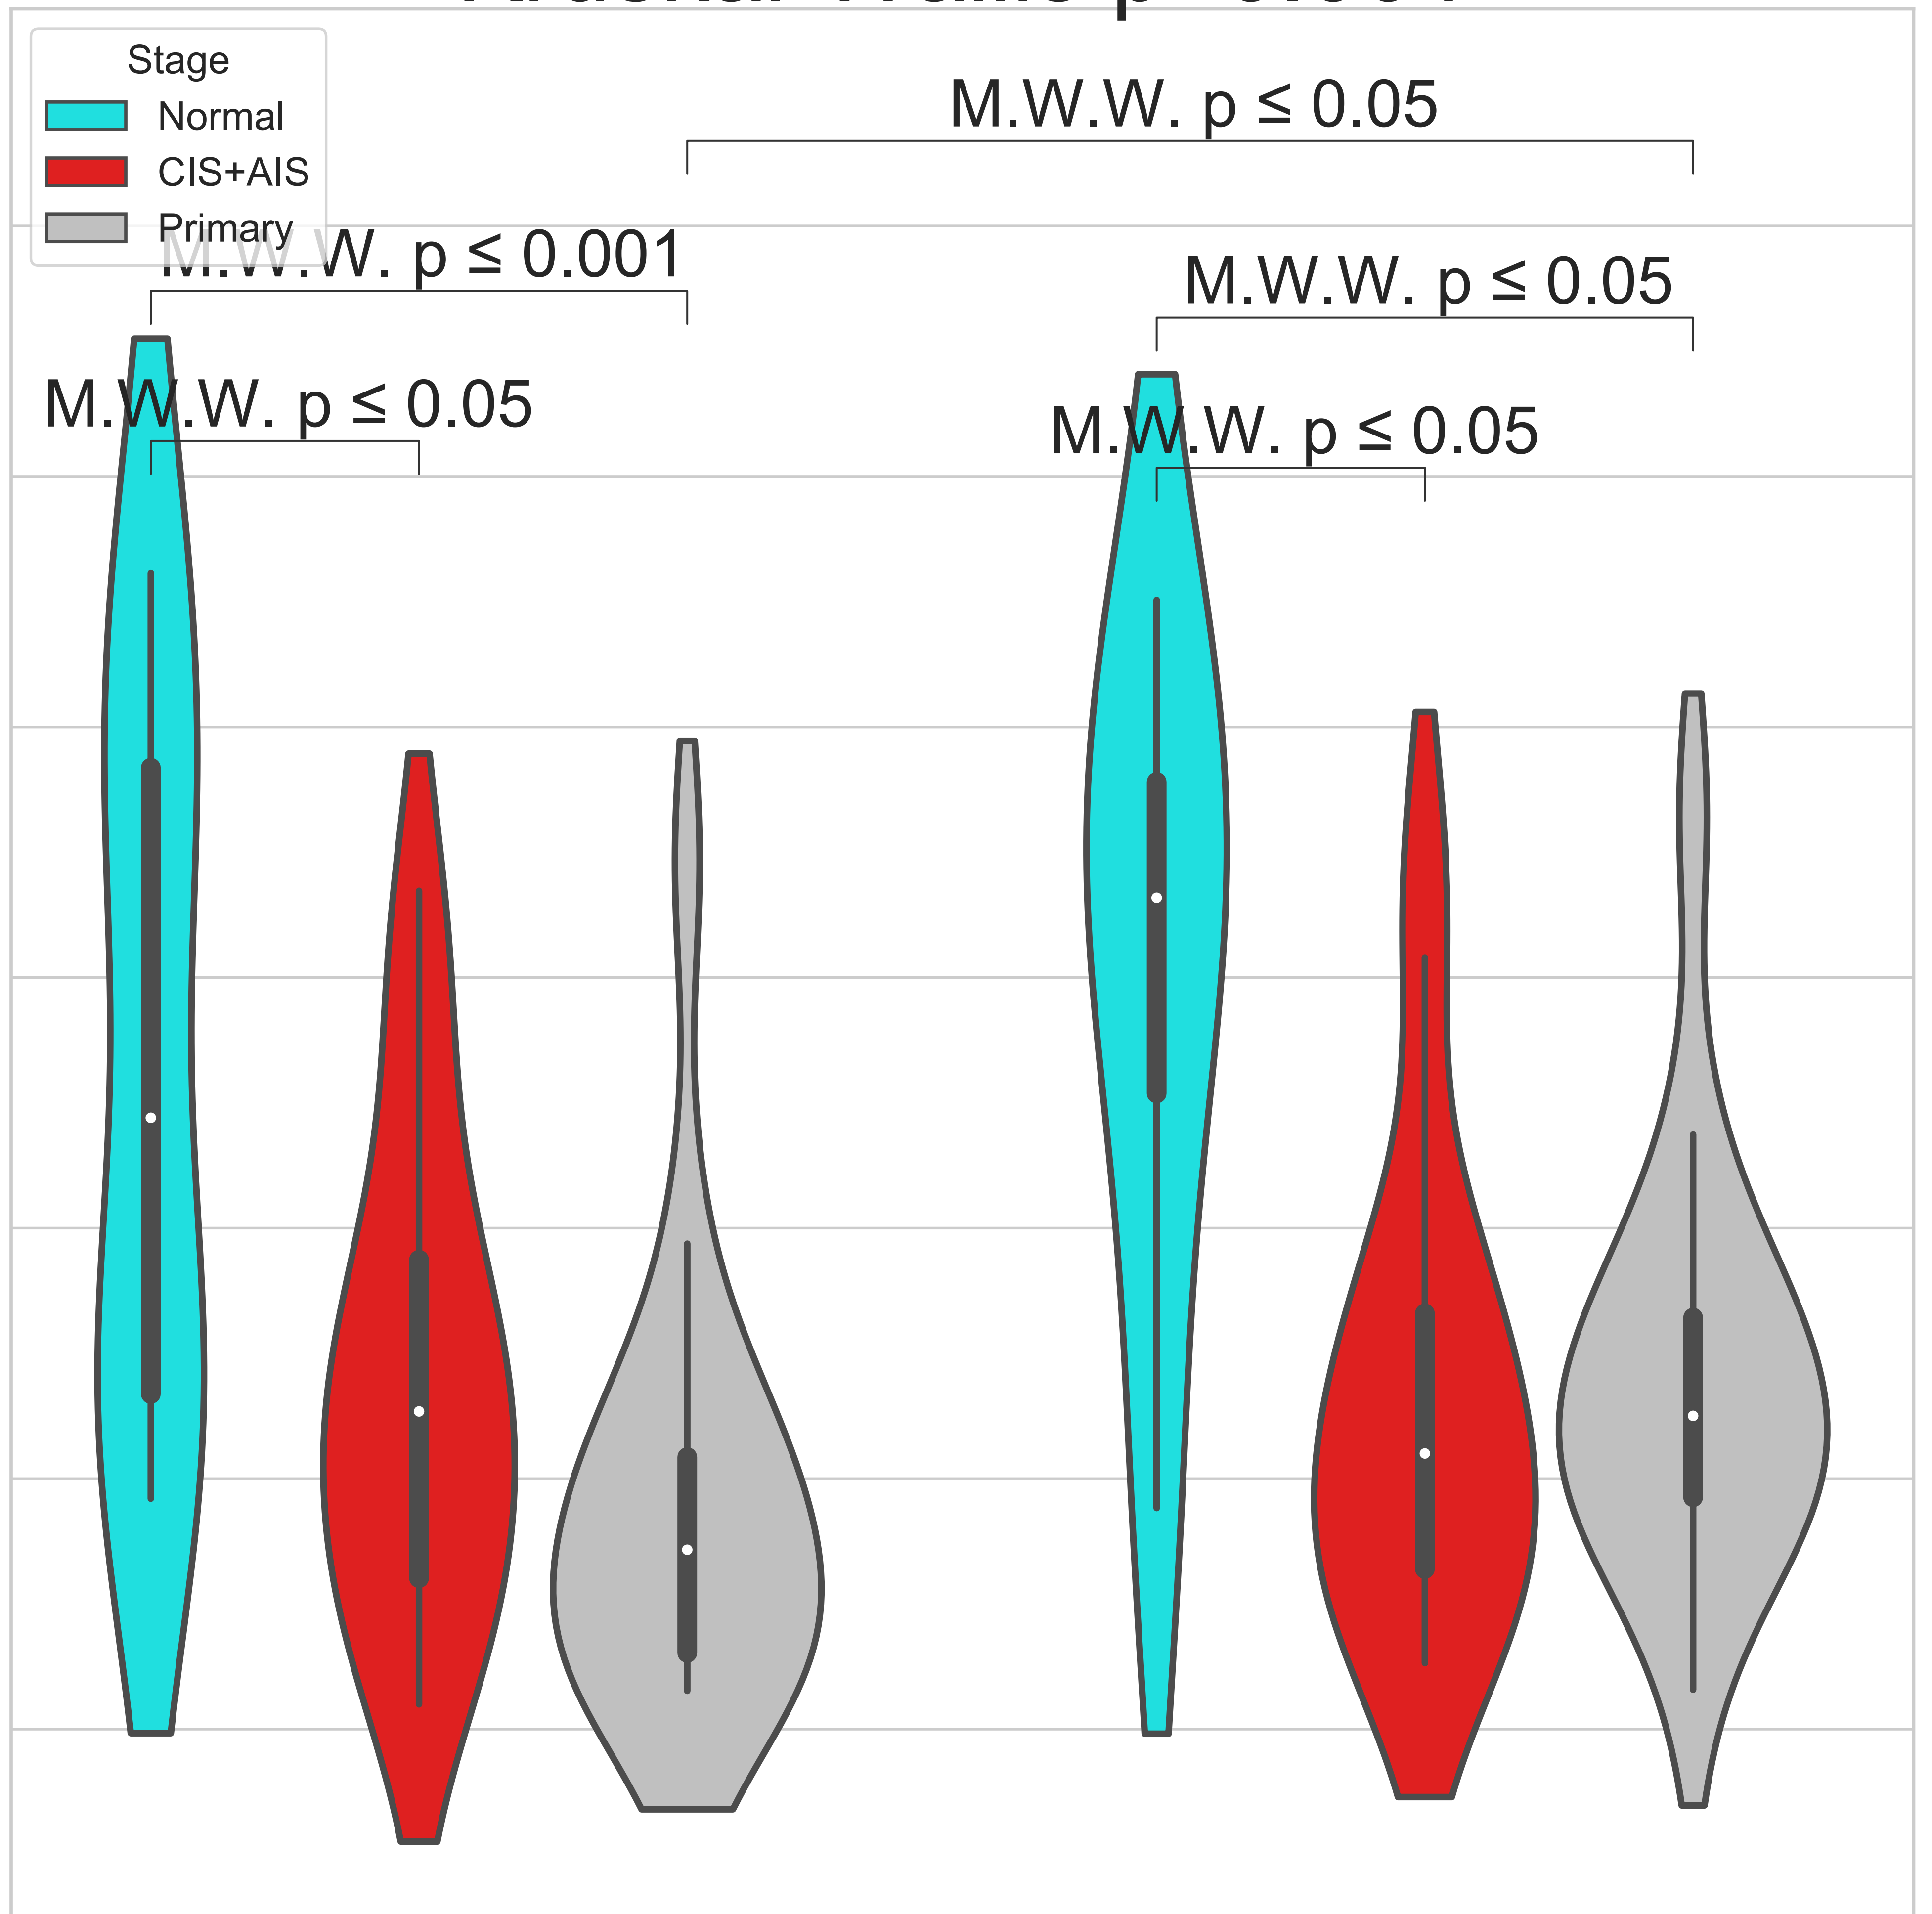 Stage
Normal
CIS+AIS
Primary
M.W.W. p ≤ 0.05
M.W.W. p ≤ 0.001
M.W.W. p ≤ 0.05
M.W.W. p ≤ 0.05
M.W.W. p ≤ 0.05